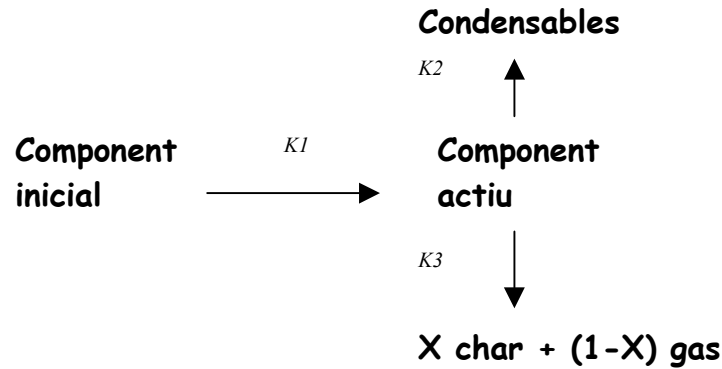 Condensables
K2
Component
inicial
K1
Component
actiu
K3
X char + (1-X) gas